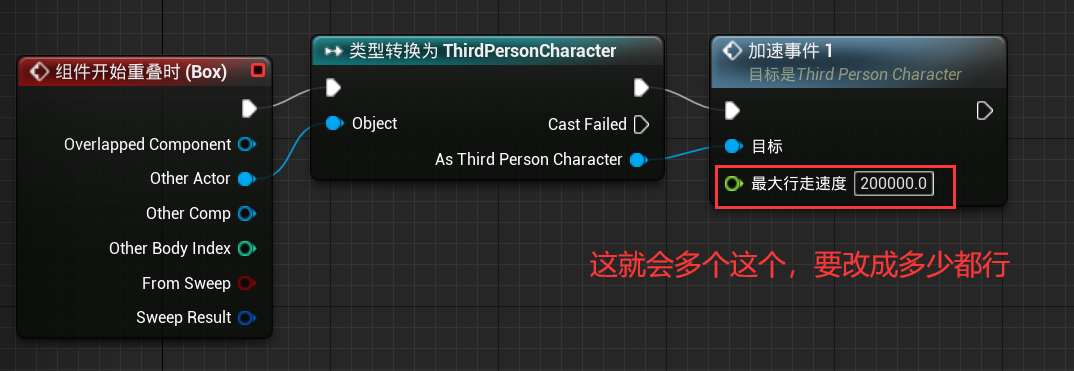 组件开始重叠时 (Box)
Overlapped Component
Other Actor
Other Comp
Other Body Index
From Sweep
Sweep Result
类型转换为 ThirdPersonCharacter
Object
Cast Failed
As Third Person Character
加速事件 1
目标是Third Person Character
目标
最大行走速度 200000.0
这就会多个这个，要改成多少都行